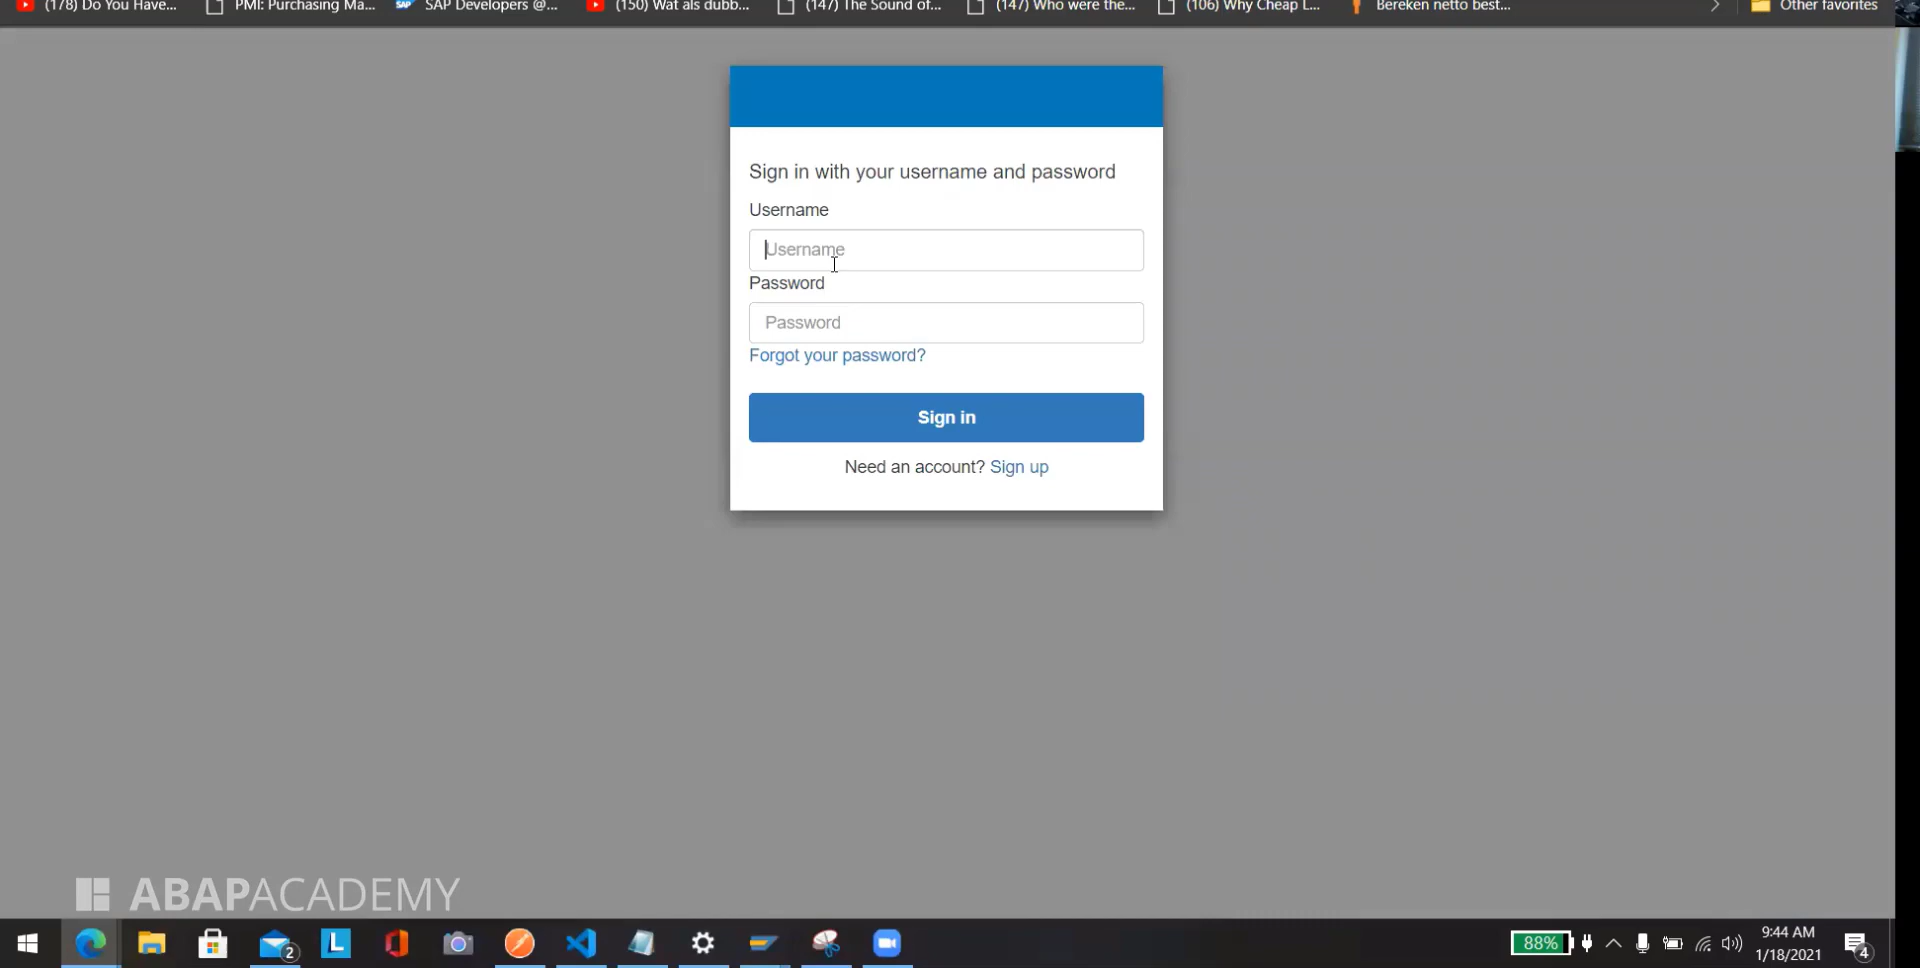 (178) Do You Have...
PMI: Purchasing Ma...
SAP Developers @...
(150) Wat als dubb...
(147) The Sound of...
(147) Who were the...
(106) Why Cheap L...
Bereken netto best...
Other favorites
Sign in with your username and password
Username
Username
Password
Password
Forgot your password?
Sign in
Need an account? Sign up
ABAPACADEMY
2
L
88%
9:44 AM
1/18/2021
4